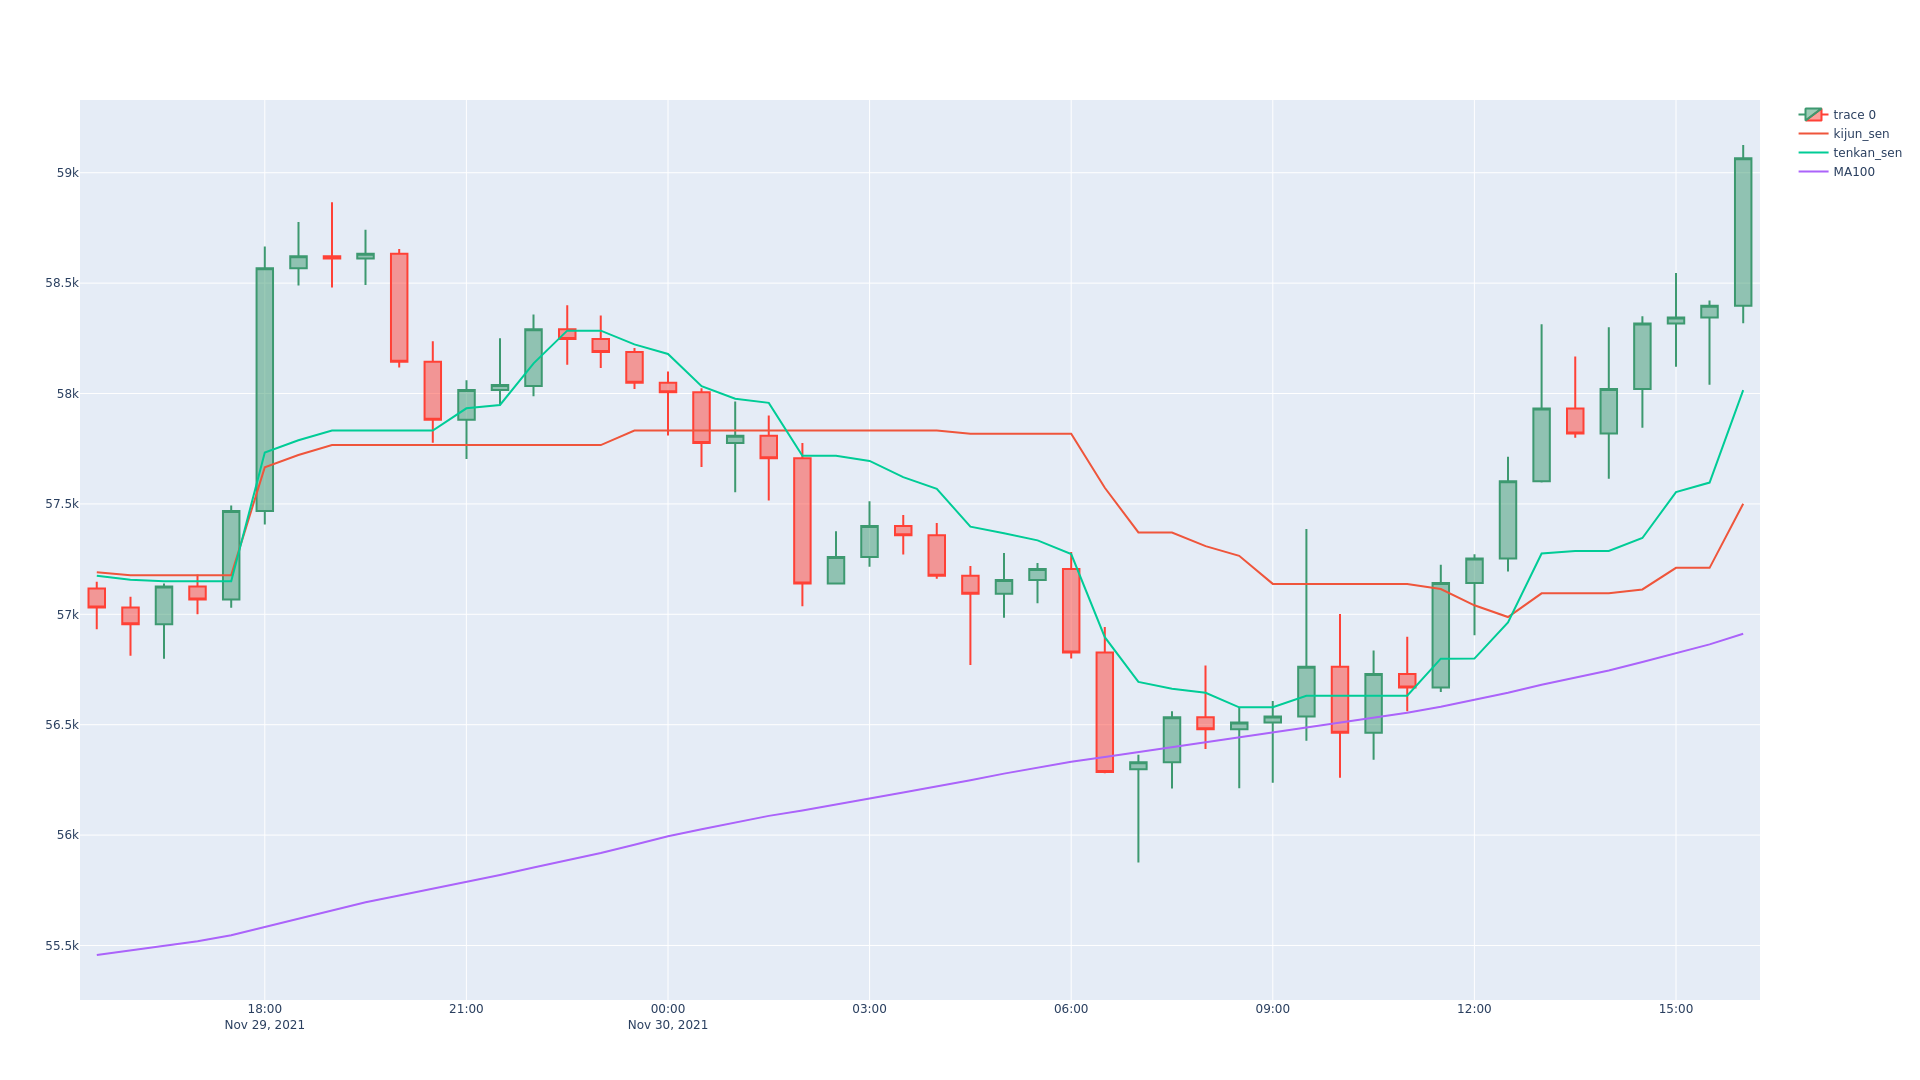 trace 0
kijun_sen
tenkan_sen
MA100
59k
58.5k
58k
57.5k
57k
56.5k
56k
55.5k
18:00 21:00 00:00 03:00 06:00 09:00 12:00 15:00
Nov 29, 2021 Nov 30, 2021